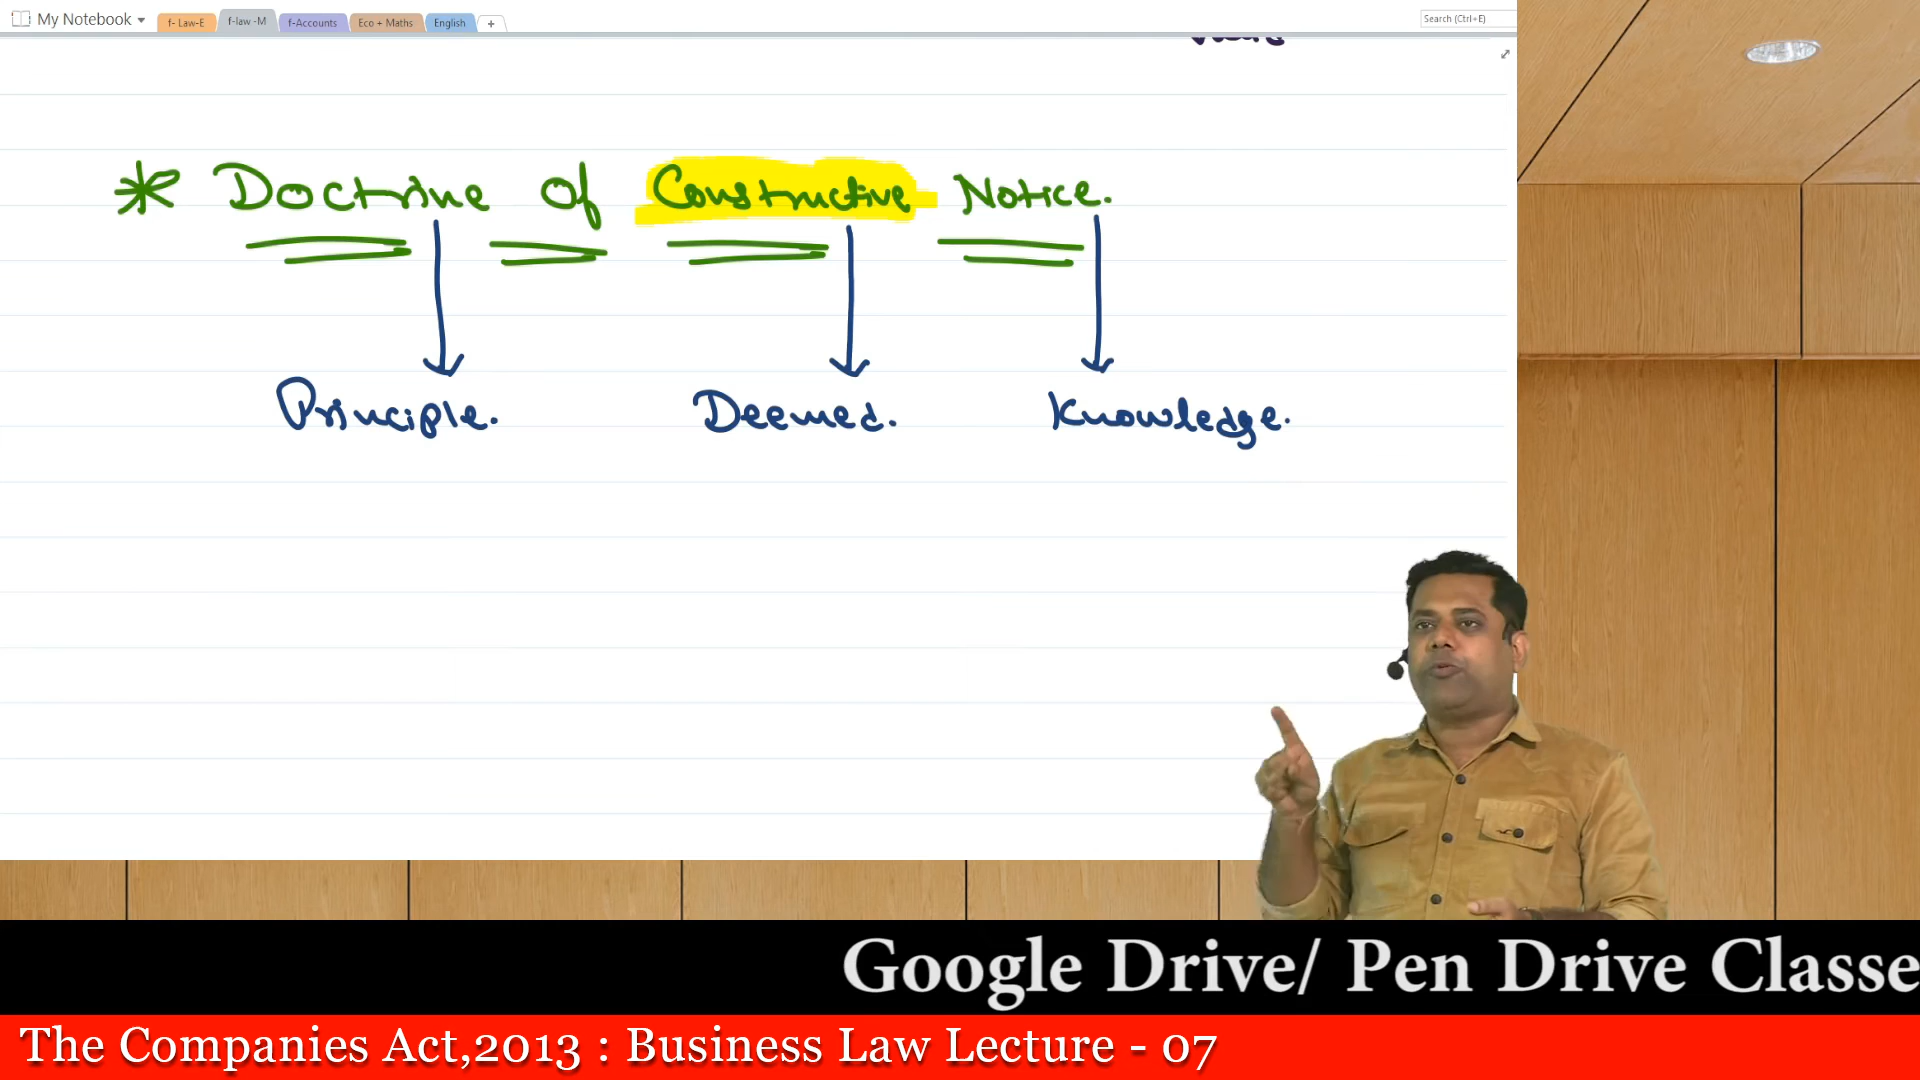 My Notebook f- Law-E f-law -M f-Accounts Eco + Maths English + Search (Ctrl+E)
* Doctrine of Constructive Notice.
Principle. Deemed. Knowledge.
Google Drive/ Pen Drive Classe
The Companies Act,2013 : Business Law Lecture - 07